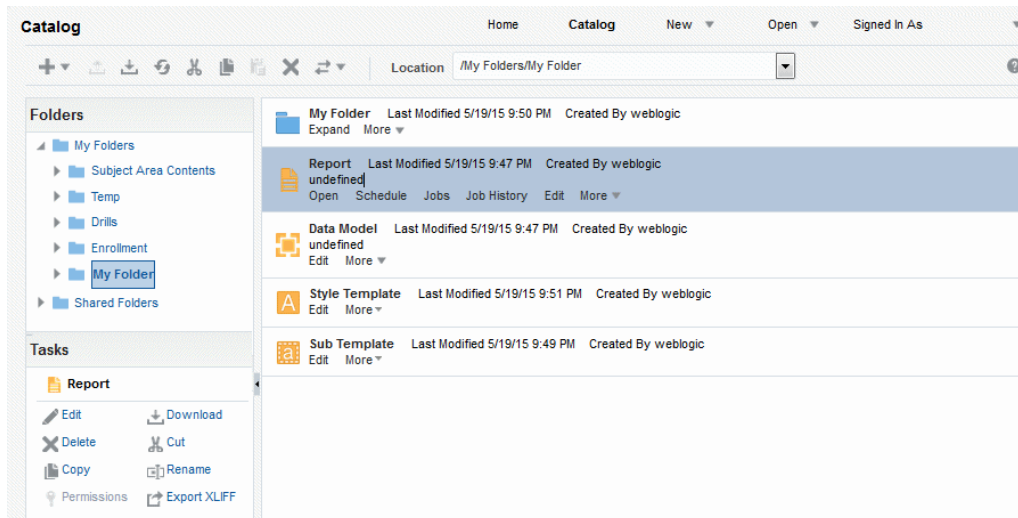 Catalog
Home Catalog New Open Signed In As
Location /My Folders/My Folder
Folders
My Folders
Subject Area Contents
Temp
Drills
Enrollment
My Folder
Shared Folders
Tasks
Report
Edit Download
Delete Cut
Copy Rename
Permissions Export XLIFF
My Folder Last Modified 5/19/15 9:50 PM Created By weblogic
Expand More
Report Last Modified 5/19/15 9:47 PM Created By weblogic
undefined
Open Schedule Jobs Job History Edit More
Data Model Last Modified 5/19/15 9:47 PM Created By weblogic
undefined
Edit More
Style Template Last Modified 5/19/15 9:51 PM Created By weblogic
Edit More
Sub Template Last Modified 5/19/15 9:49 PM Created By weblogic
Edit More